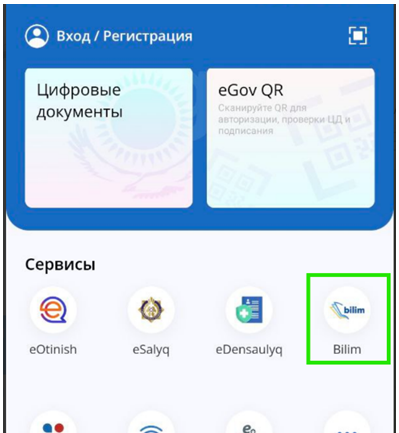 Вход / Регистрация
Цифровые
документы
eGov QR
Сканируйте QR для
авторизации, проверки ЦД и
подписания
Сервисы
bilim
eOtinish
eSalyq
eDensaulyq
Bilim